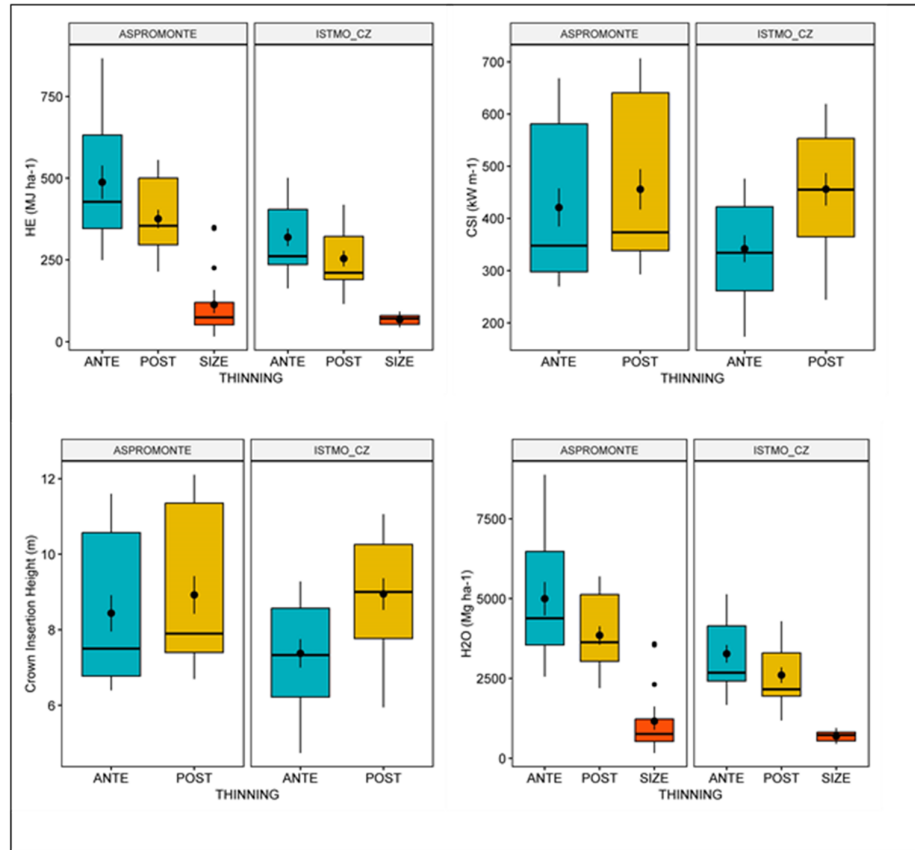 ASPROMONTE ISTMO_CZ
HE (MJ ha-1)
750
500
250
0
ANTE POST SIZE ANTE POST SIZE
THINNING
ASPROMONTE ISTMO_CZ
CSI (kW m-1)
700
600
500
400
300
200
ANTE POST ANTE POST
THINNING
ASPROMONTE ISTMO_CZ
Crown Insertion Height (m)
12
10
8
6
ANTE POST ANTE POST
THINNING
ASPROMONTE ISTMO_CZ
H2O (Mg ha-1)
7500
5000
2500
0
ANTE POST SIZE ANTE POST SIZE
THINNING